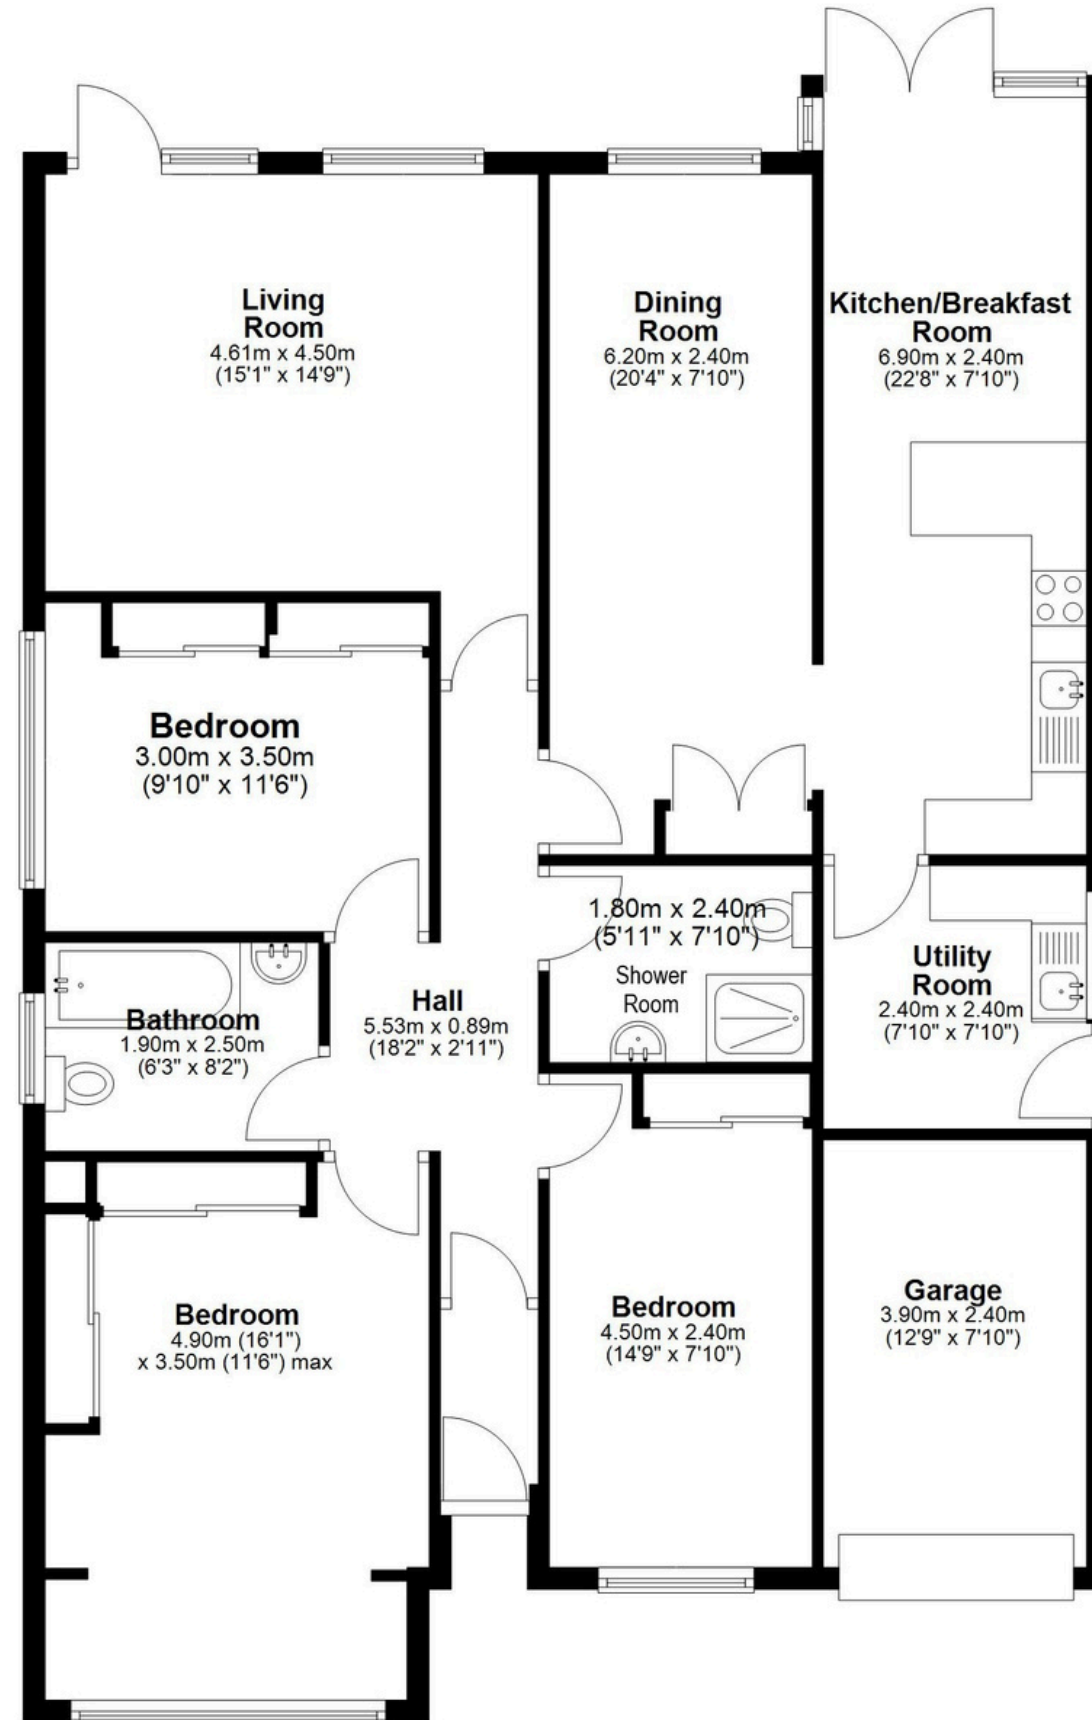 Living
Room
4.61m x 4.50m
(15'1" x 14'9")
Dining
Room
6.20m x 2.40m
(20'4" x 7'10")
Kitchen/Breakfast
Room
6.90m x 2.40m
(22'8" x 7'10")
Bedroom
3.00m x 3.50m
(9'10" x 11'6")
1.80m x 2.40m
(5'11" x 7'10")
Shower
Room
Utility
Room
2.40m x 2.40m
(7'10" x 7'10")
Hall
5.53m x 0.89m
(18'2" x 2'11")
Bathroom
1.90m x 2.50m
(6'3" x 8'2")
Bedroom
4.90m (16'1")
x 3.50m (11'6") max
Bedroom
4.50m x 2.40m
(14'9" x 7'10")
Garage
3.90m x 2.40m
(12'9" x 7'10")